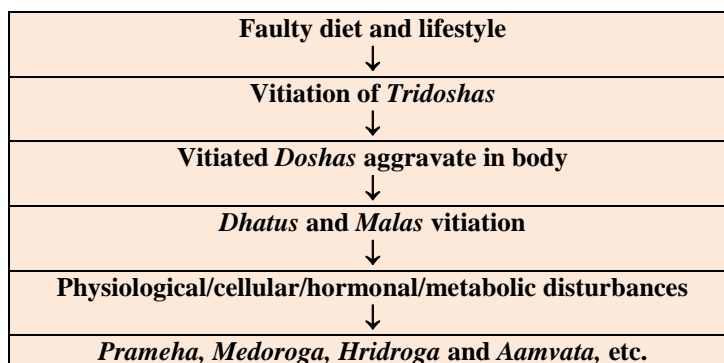 Faulty diet and lifestyle
↓
Vitiation of Tridoshas
↓
Vitiated Doshas aggravate in body
↓
Dhatus and Malas vitiation
↓
Physiological/cellular/hormonal/metabolic disturbances
↓
Prameha, Medoroga, Hridroga and Aamvata, etc.